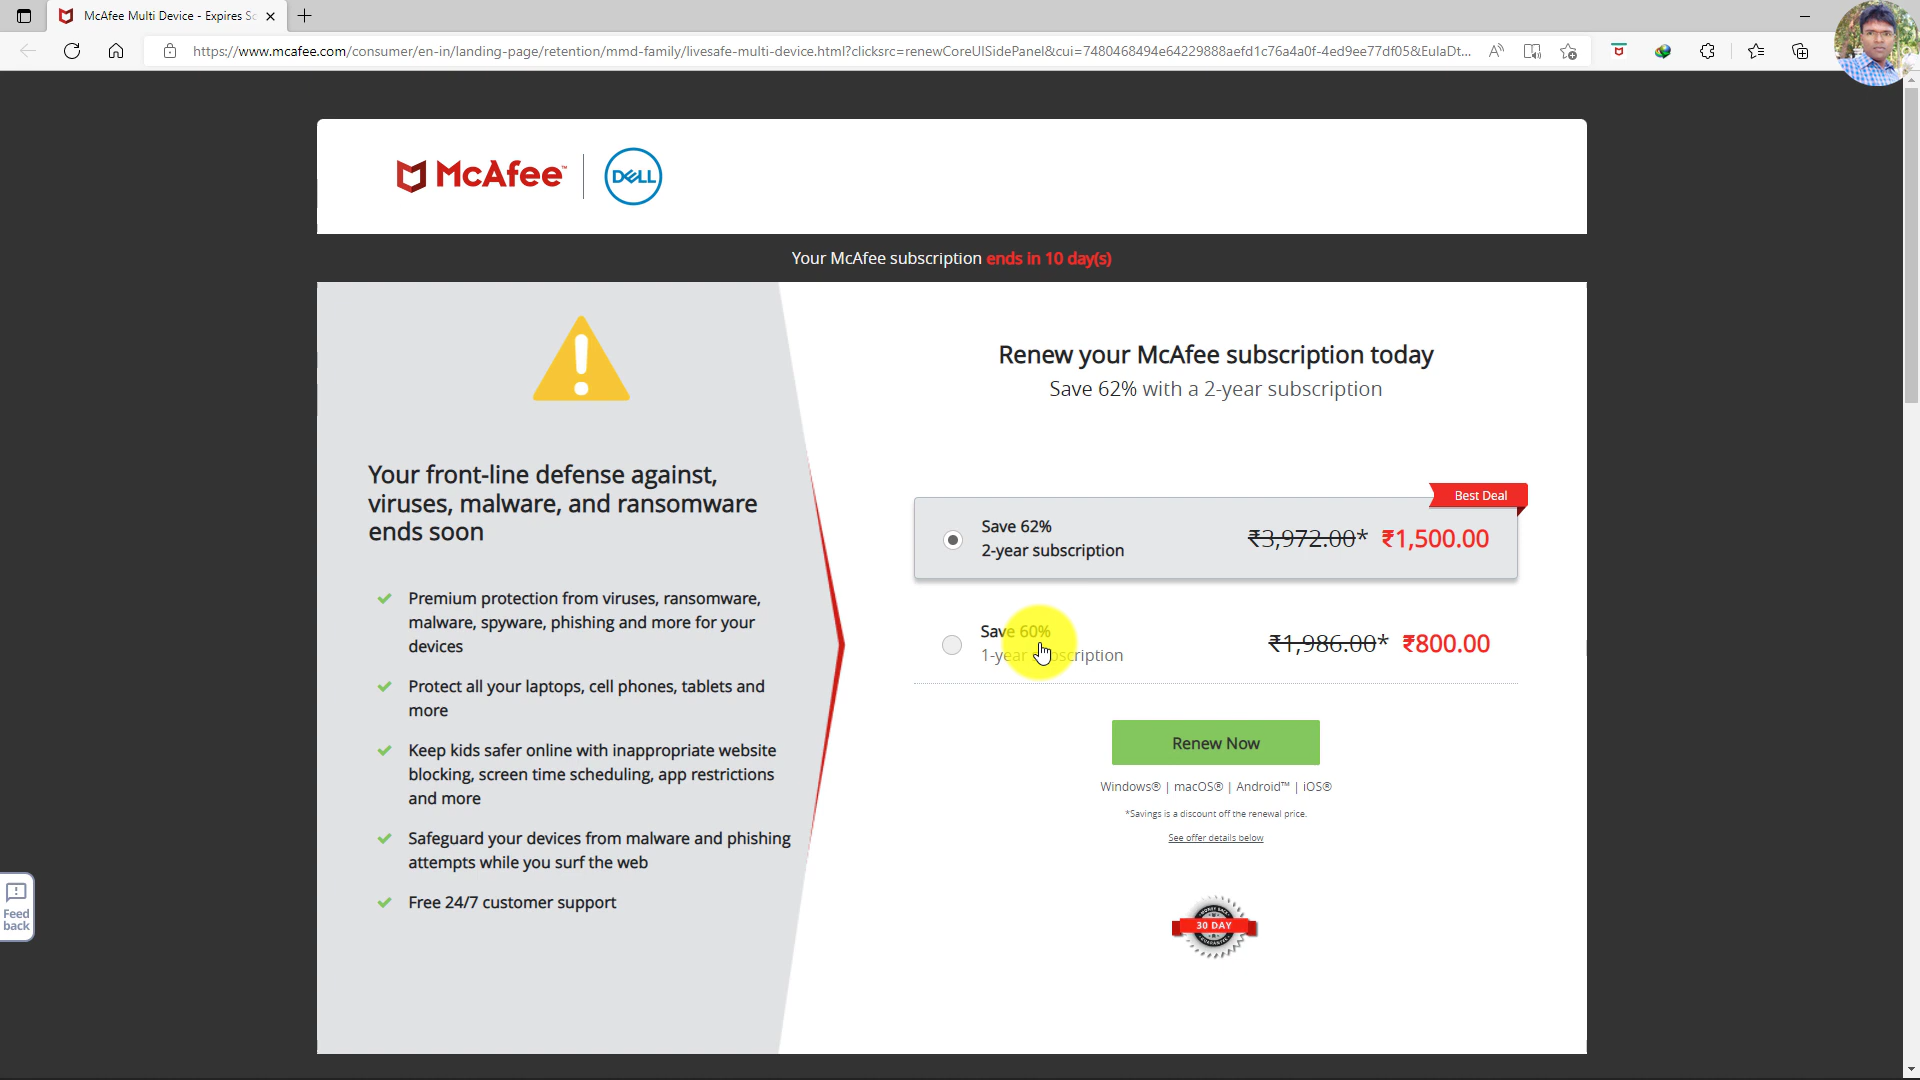 McAfee Multi Device - Expires
https://www.mcafee.com/consumer/en-in/landing-page/retention/mmd-family/livesafe-multi-device.html?clicksrc=renewCoreUISidePanel&cui=7480468494e64229888aefd1c76a4a0f-4ed9ee77df05&EulaDt...
McAfee™
DELL
Your McAfee subscription ends in 10 day(s)
Your front-line defense against,
viruses, malware, and ransomware
ends soon
Premium protection from viruses, ransomware,
malware, spyware, phishing and more for your
devices
Protect all your laptops, cell phones, tablets and
more
Keep kids safer online with inappropriate website
blocking, screen time scheduling, app restrictions
and more
Safeguard your devices from malware and phishing
attempts while you surf the web
Free 24/7 customer support
Renew your McAfee subscription today
Save 62% with a 2-year subscription
Best Deal
Save 62%
2-year subscription
₹3,972.00* ₹1,500.00
Save 60%
1-year subscription
₹1,986.00* ₹800.00
Renew Now
Windows® | macOS® | Android™ | iOS®
*Savings is a discount off the renewal price.
See offer details below
30 DAY
Feed
back